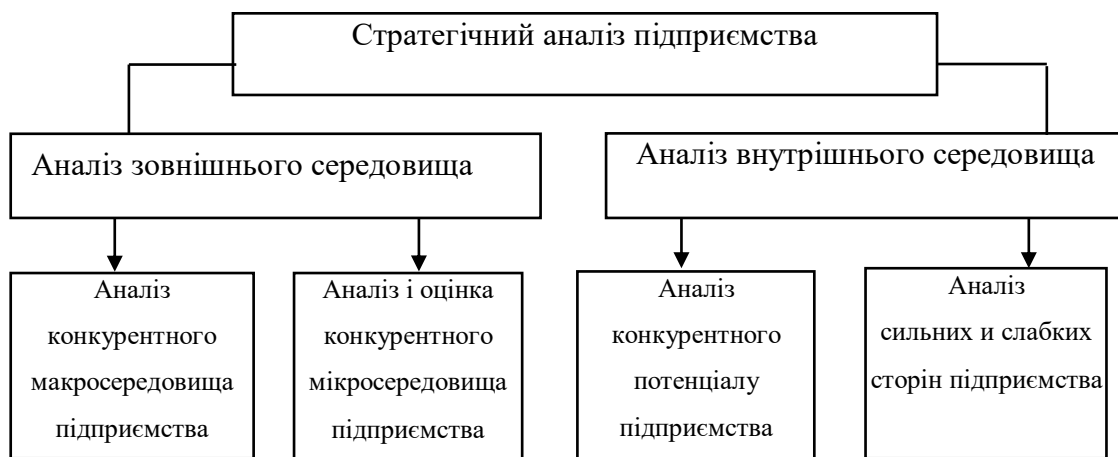 Стратегічний аналіз підприємства
Аналіз зовнішнього середовища
Аналіз внутрішнього середовища
Аналіз
конкурентного
макросередовища
підприємства
Аналіз і оцінка
конкурентного
мікросередовища
підприємства
Аналіз
конкурентного
потенціалу
підприємства
Аналіз
сильних и слабких
сторін підприємства